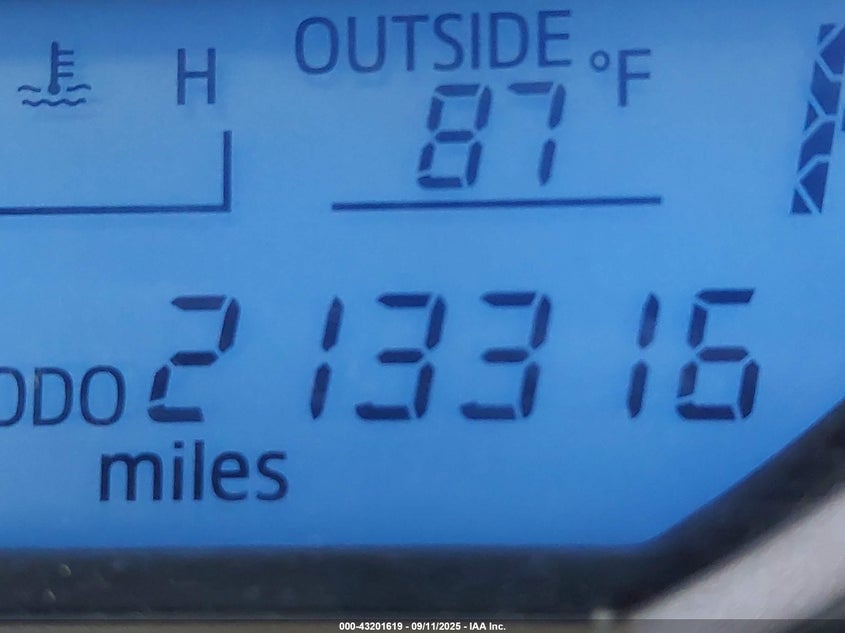 OUTSIDE
H
°F
87
ODO 213316
miles
000-43201619 - 09/11/2025 - IAA Inc.